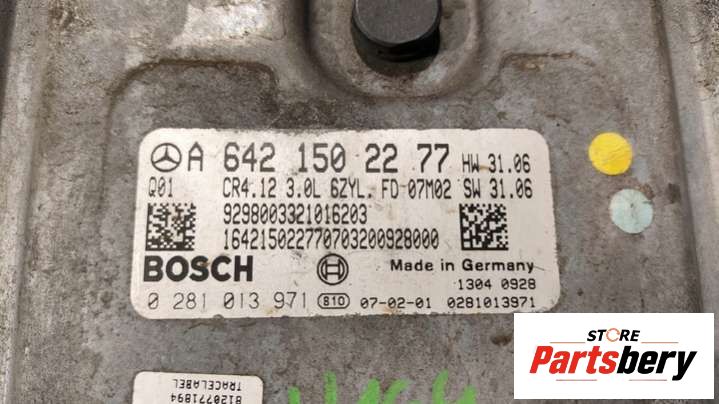 A 642 150 22 77 HW 31.06
Q01 CR4.12 3.0L 6ZYL. FD 07M02 SW 31.06
9298003321016203
164215022770703200928000
BOSCH Made in Germany
1304 0928
0 281 013 971 810 07-02-01 0281013971
8120771894
TRACELABEL
STORE
Partsbery